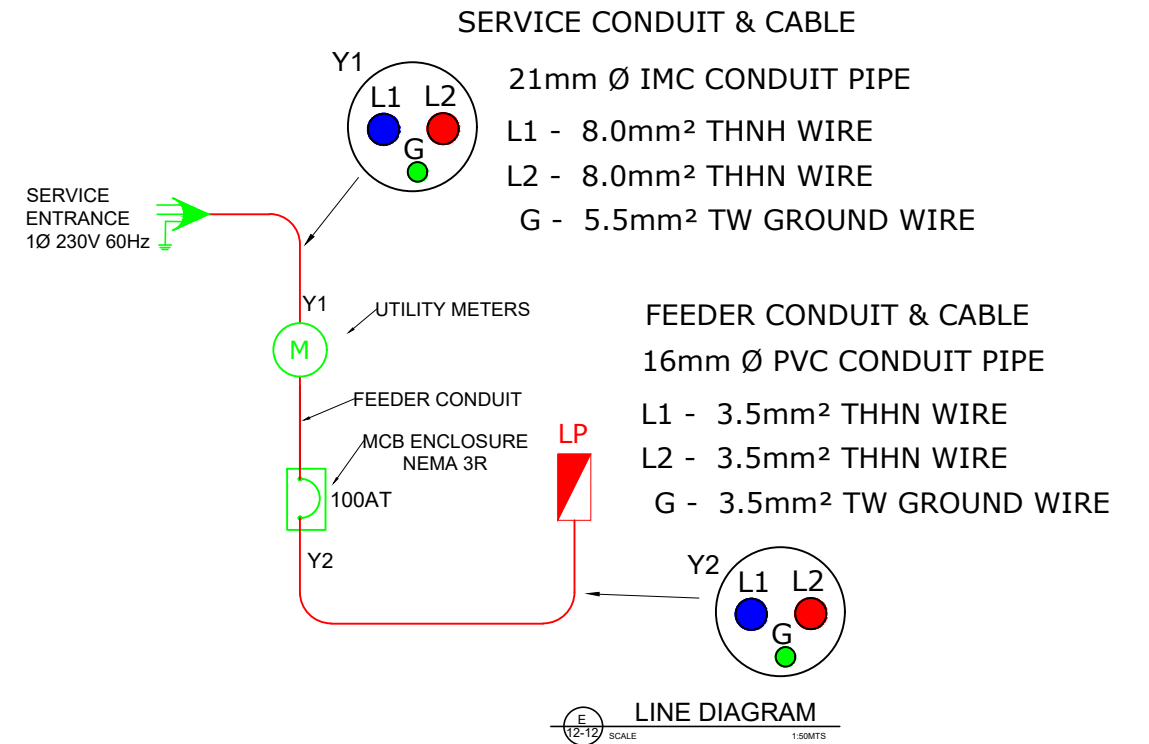 SERVICE CONDUIT & CABLE
Y1
L1 L2
G
21mm Ø IMC CONDUIT PIPE
L1 - 8.0mm² THNH WIRE
L2 - 8.0mm² THHN WIRE
G - 5.5mm² TW GROUND WIRE
SERVICE
ENTRANCE
1Ø 230V 60Hz
Y1
UTILITY METERS
M
FEEDER CONDUIT
MCB ENCLOSURE
NEMA 3R
100AT
Y2
LP
FEEDER CONDUIT & CABLE
16mm Ø PVC CONDUIT PIPE
L1 - 3.5mm² THHN WIRE
L2 - 3.5mm² THHN WIRE
G - 3.5mm² TW GROUND WIRE
Y2
L1 L2
G
E
12-12
LINE DIAGRAM
SCALE 1:50MTS